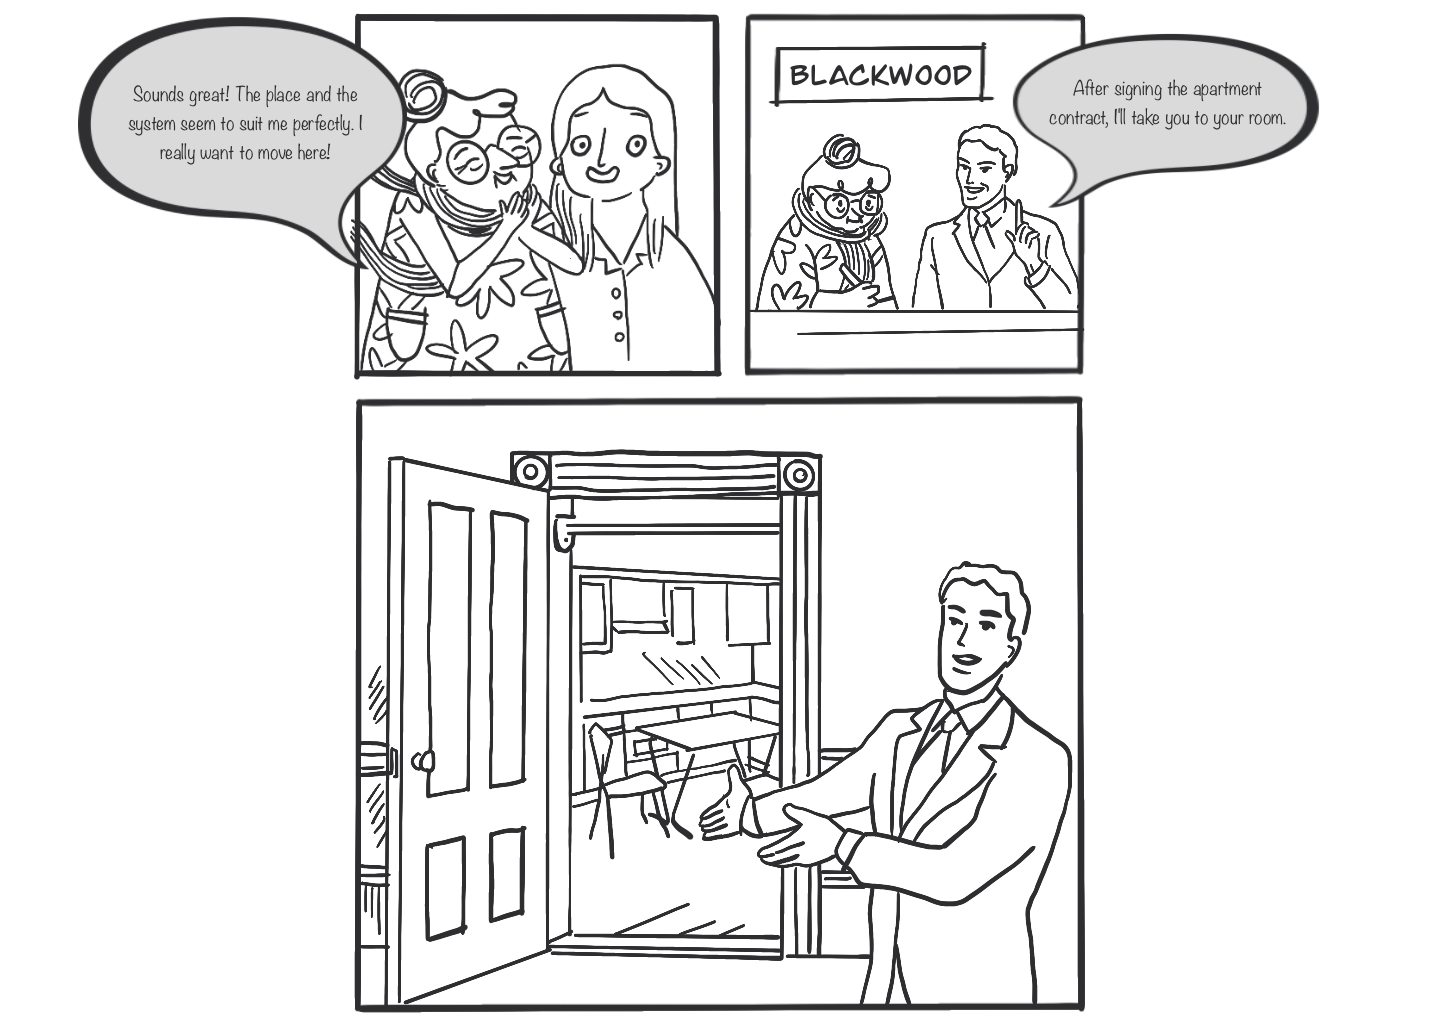 Sounds great! The place and the
system seem to suit me perfectly. I
really want to move here!
BLACKWOOD
After signing the apartment
contract, I'll take you to your room.